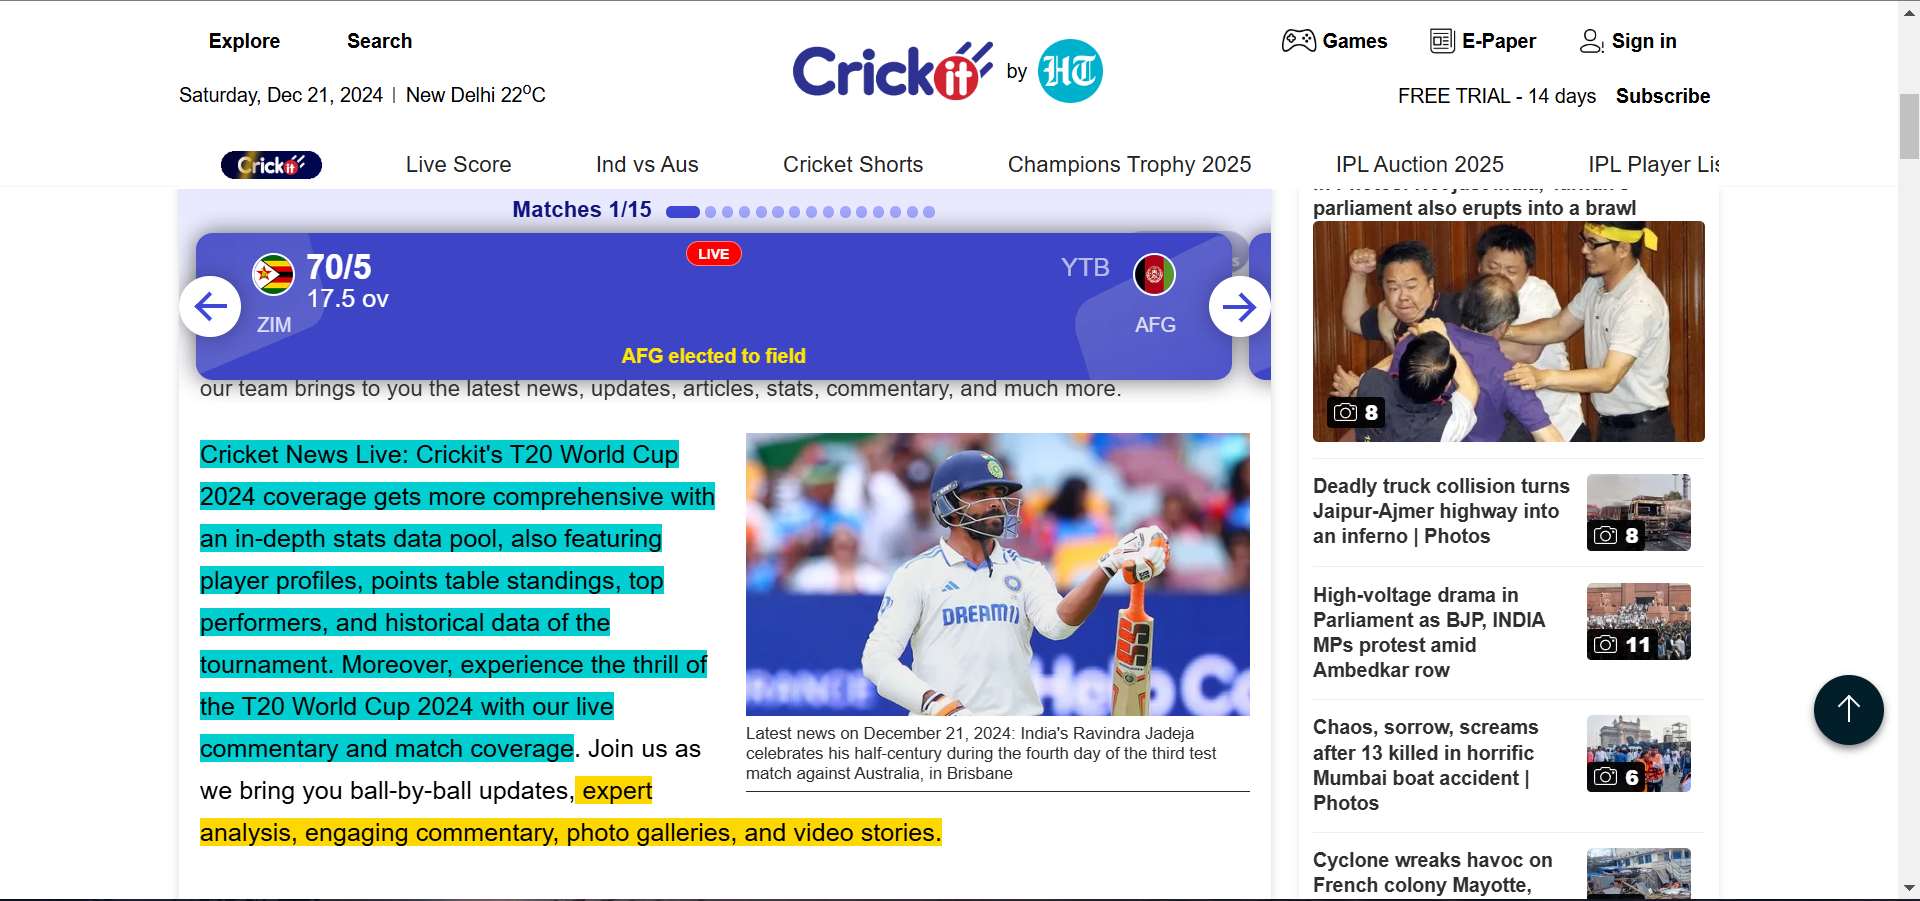 Explore
Search
Crickit by HT
Games
E-Paper
Sign in
Saturday, Dec 21, 2024 | New Delhi 22°C
FREE TRIAL - 14 days
Subscribe
Crickit
Live Score
Ind vs Aus
Cricket Shorts
Champions Trophy 2025
IPL Auction 2025
IPL Player Lis
Matches 1/15
LIVE
70/5
17.5 ov
ZIM
YTB
AFG
AFG elected to field
our team brings to you the latest news, updates, articles, stats, commentary, and much more.
Cricket News Live: Crickit's T20 World Cup
2024 coverage gets more comprehensive with
an in-depth stats data pool, also featuring
player profiles, points table standings, top
performers, and historical data of the
tournament. Moreover, experience the thrill of
the T20 World Cup 2024 with our live
commentary and match coverage. Join us as
we bring you ball-by-ball updates, expert
analysis, engaging commentary, photo galleries, and video stories.
DREAM11
Latest news on December 21, 2024: India's Ravindra Jadeja
celebrates his half-century during the fourth day of the third test
match against Australia, in Brisbane
parliament also erupts into a brawl
8
Deadly truck collision turns
Jaipur-Ajmer highway into
an inferno | Photos
8
High-voltage drama in
Parliament as BJP, INDIA
MPs protest amid
Ambedkar row
11
Chaos, sorrow, screams
after 13 killed in horrific
Mumbai boat accident |
Photos
6
Cyclone wreaks havoc on
French colony Mayotte,